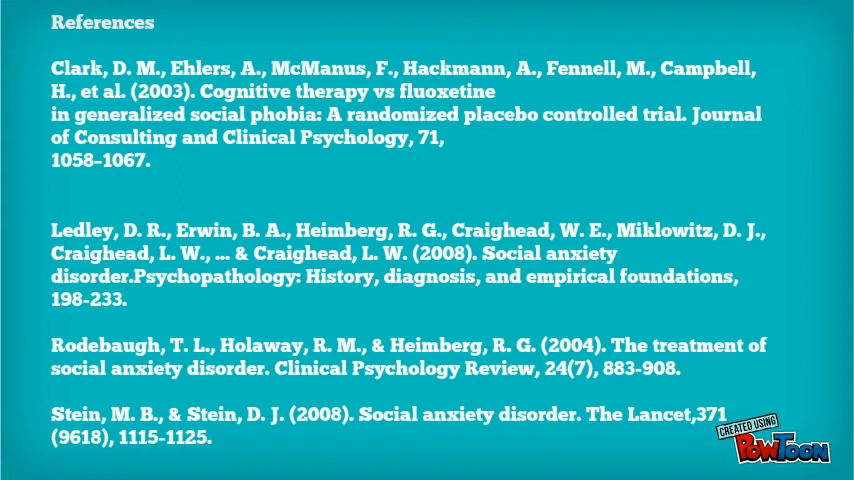 References
Clark, D. M., Ehlers, A., McManus, F., Hackmann, A., Fennell, M., Campbell,
H., et al. (2003). Cognitive therapy vs fluoxetine
in generalized social phobia: A randomized placebo controlled trial. Journal
of Consulting and Clinical Psychology, 71,
1058–1067.
Ledley, D. R., Erwin, B. A., Heimberg, R. G., Craighead, W. E., Miklowitz, D. J.,
Craighead, L. W., ... & Craighead, L. W. (2008). Social anxiety
disorder.Psychopathology: History, diagnosis, and empirical foundations,
198-233.
Rodebaugh, T. L., Holaway, R. M., & Heimberg, R. G. (2004). The treatment of
social anxiety disorder. Clinical Psychology Review, 24(7), 883-908.
Stein, M. B., & Stein, D. J. (2008). Social anxiety disorder. The Lancet,371
(9618), 1115-1125.
CREATED USING
POWTOON